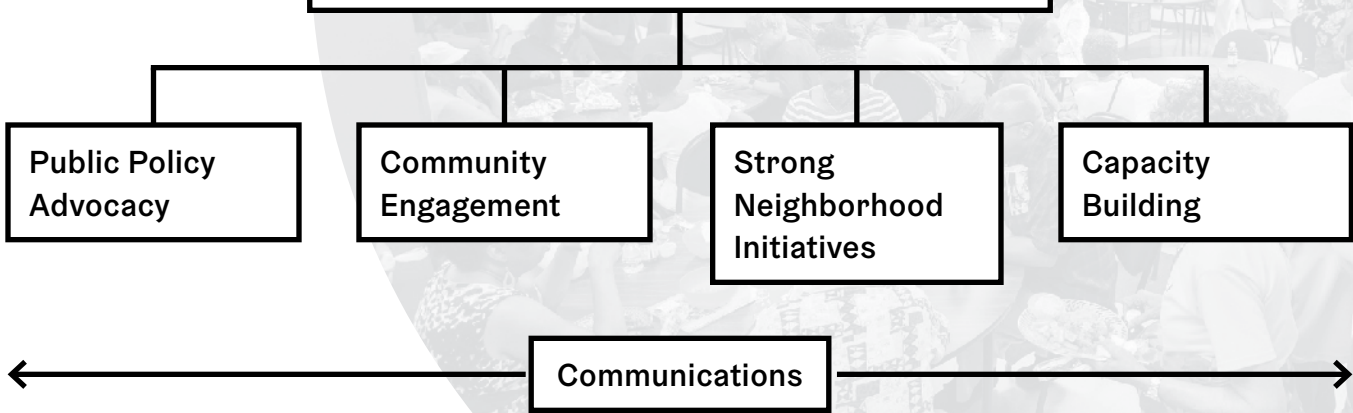 Public Policy
Advocacy
Community
Engagement
Strong
Neighborhood
Initiatives
Capacity
Building
Communications